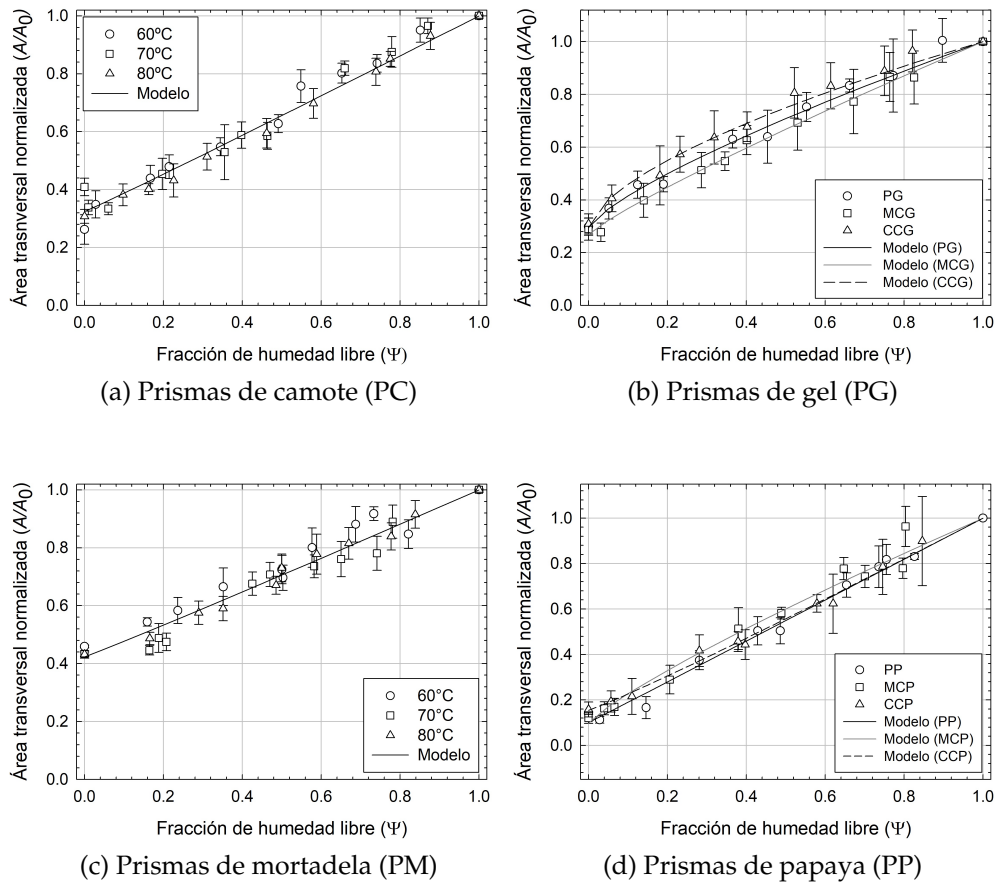 Área trasnversal normalizada (A/A0)
1.0
0.8
0.6
0.4
0.2
0.0
60ºC
70ºC
80ºC
Modelo
0.0 0.2 0.4 0.6 0.8 1.0
Fracción de humedad libre (Ψ)
(a) Prismas de camote (PC)
Área transversal normalizada (A/A0)
1.0
0.8
0.6
0.4
0.2
0.0
PG
MCG
CCG
Modelo (PG)
Modelo (MCG)
Modelo (CCG)
0.0 0.2 0.4 0.6 0.8 1.0
Fracción de humedad libre (Ψ)
(b) Prismas de gel (PG)
Área transversal normalizada (A/A0)
1.0
0.8
0.6
0.4
0.2
0.0
60°C
70°C
80°C
Modelo
0.0 0.2 0.4 0.6 0.8 1.0
Fracción de humedad libre (Ψ)
(c) Prismas de mortadela (PM)
Área transversal normalizada (A/A0)
1.0
0.8
0.6
0.4
0.2
0.0
PP
MCP
CCP
Modelo (PP)
Modelo (MCP)
Modelo (CCP)
0.0 0.2 0.4 0.6 0.8 1.0
Fracción de humedad libre (Ψ)
(d) Prismas de papaya (PP)